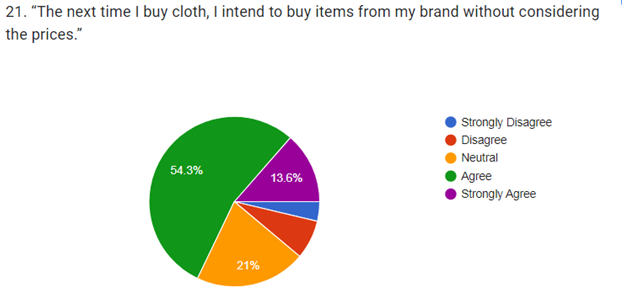 21. “The next time I buy cloth, I intend to buy items from my brand without considering
the prices.”
Strongly Disagree
Disagree
Neutral
Agree
Strongly Agree
54.3%
13.6%
21%